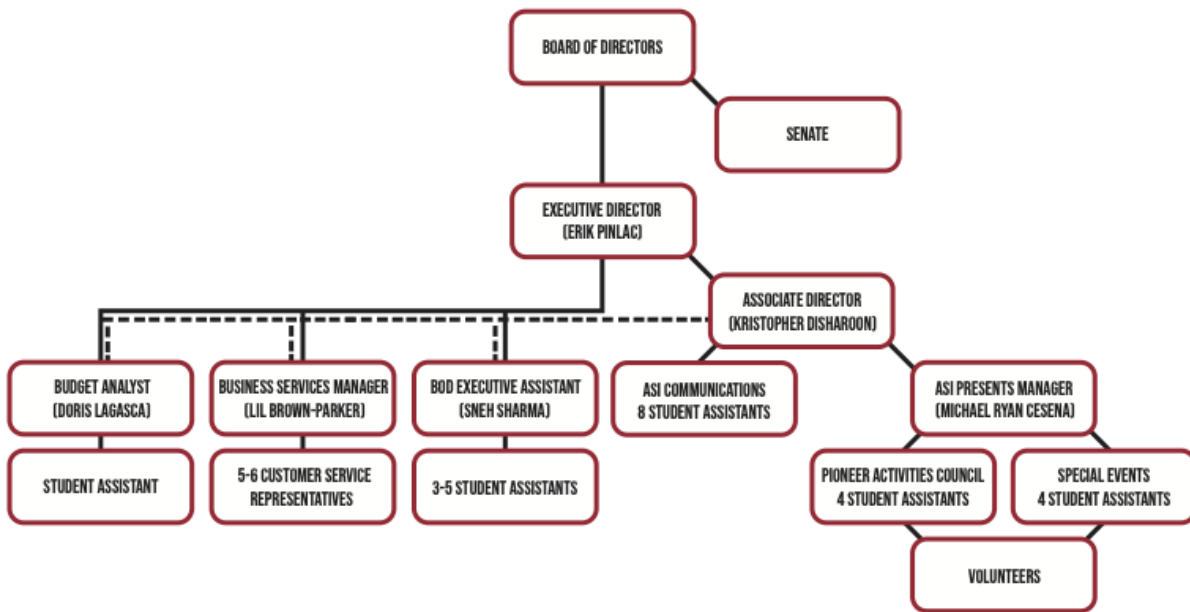 BOARD OF DIRECTORS
SENATE
EXECUTIVE DIRECTOR
(ERIK PINLAC)
ASSOCIATE DIRECTOR
(KRISTOPHER DISHAROON)
BUDGET ANALYST
(DORIS LAGASCA)
BUSINESS SERVICES MANAGER
(LIL BROWN-PARKER)
BOD EXECUTIVE ASSISTANT
(SNEH SHARMA)
ASI COMMUNICATIONS
8 STUDENT ASSISTANTS
ASI PRESENTS MANAGER
(MICHAEL RYAN CESENA)
STUDENT ASSISTANT
5-6 CUSTOMER SERVICE
REPRESENTATIVES
3-5 STUDENT ASSISTANTS
PIONEER ACTIVITIES COUNCIL
4 STUDENT ASSISTANTS
SPECIAL EVENTS
4 STUDENT ASSISTANTS
VOLUNTEERS